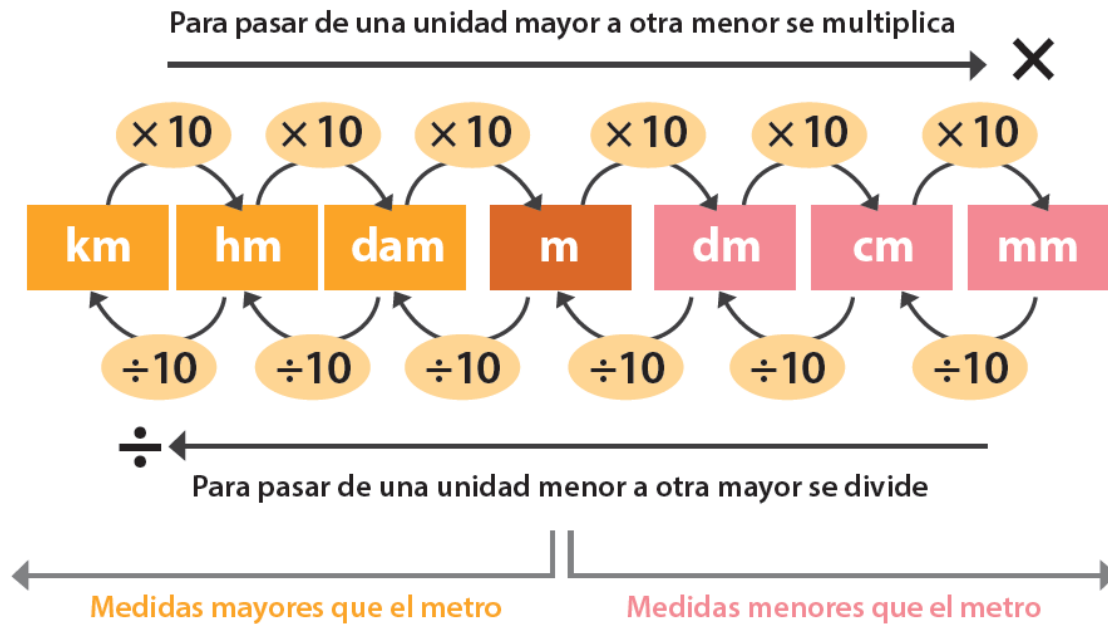 Para pasar de una unidad mayor a otra menor se multiplica
×
× 10 × 10 × 10 × 10 × 10 × 10
km hm dam m dm cm mm
÷10 ÷10 ÷10 ÷10 ÷10 ÷10
÷
Para pasar de una unidad menor a otra mayor se divide
Medidas mayores que el metro Medidas menores que el metro